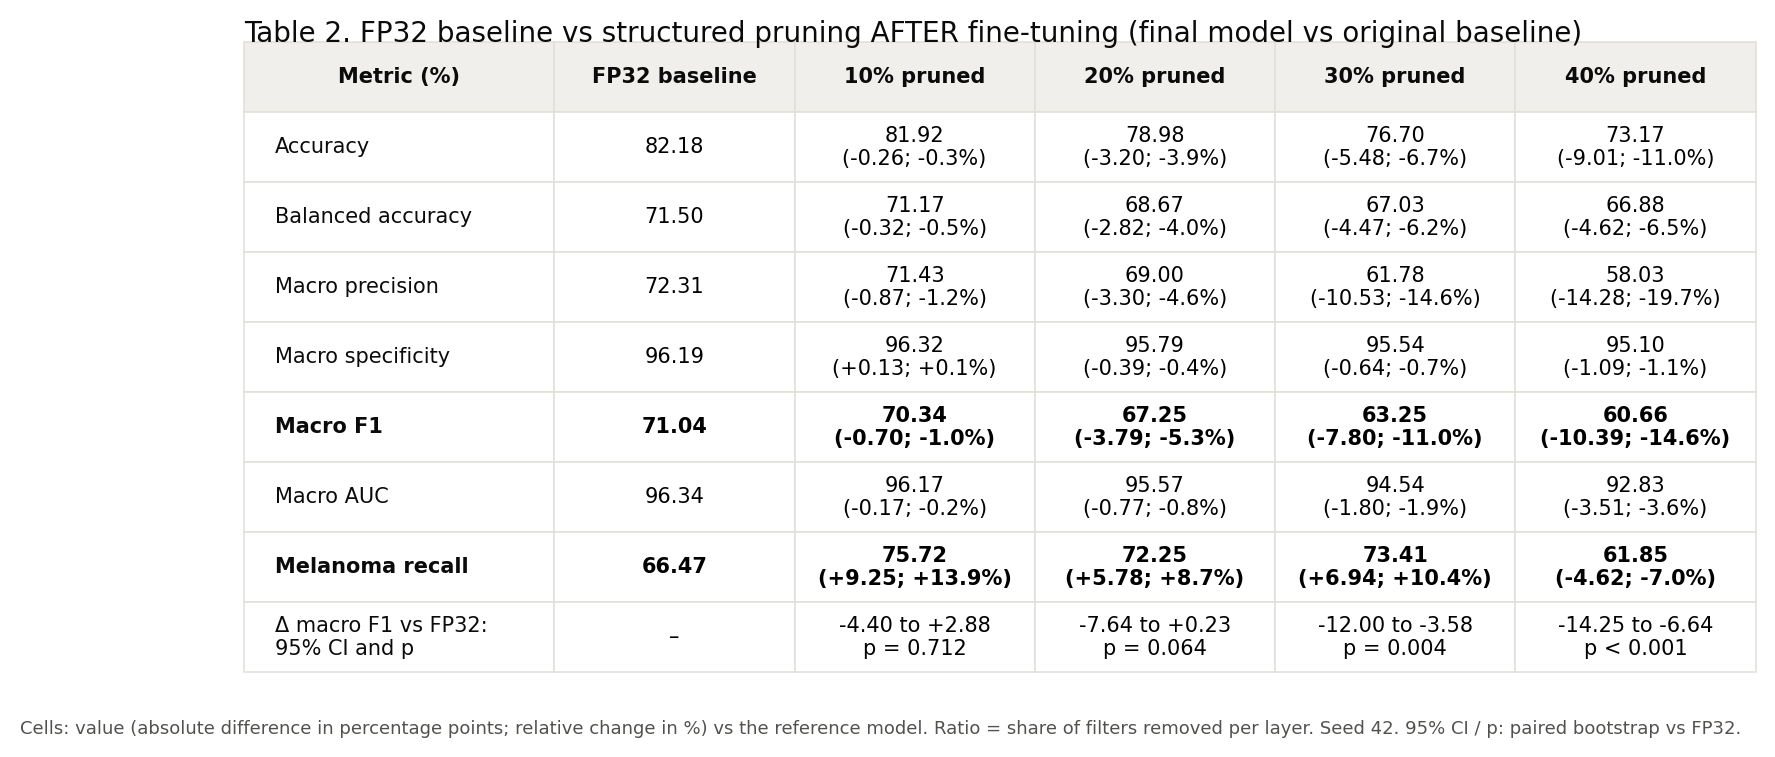 Table 2. FP32 baseline vs structured pruning AFTER fine-tuning (final model vs original baseline)
Metric (%) FP32 baseline 10% pruned 20% pruned 30% pruned 40% pruned
Accuracy 82.18 81.92 (-0.26; -0.3%) 78.98 (-3.20; -3.9%) 76.70 (-5.48; -6.7%) 73.17 (-9.01; -11.0%)
Balanced accuracy 71.50 71.17 (-0.32; -0.5%) 68.67 (-2.82; -4.0%) 67.03 (-4.47; -6.2%) 66.88 (-4.62; -6.5%)
Macro precision 72.31 71.43 (-0.87; -1.2%) 69.00 (-3.30; -4.6%) 61.78 (-10.53; -14.6%) 58.03 (-14.28; -19.7%)
Macro specificity 96.19 96.32 (+0.13; +0.1%) 95.79 (-0.39; -0.4%) 95.54 (-0.64; -0.7%) 95.10 (-1.09; -1.1%)
Macro F1 71.04 70.34 (-0.70; -1.0%) 67.25 (-3.79; -5.3%) 63.25 (-7.80; -11.0%) 60.66 (-10.39; -14.6%)
Macro AUC 96.34 96.17 (-0.17; -0.2%) 95.57 (-0.77; -0.8%) 94.54 (-1.80; -1.9%) 92.83 (-3.51; -3.6%)
Melanoma recall 66.47 75.72 (+9.25; +13.9%) 72.25 (+5.78; +8.7%) 73.41 (+6.94; +10.4%) 61.85 (-4.62; -7.0%)
Δ macro F1 vs FP32: 95% CI and p – -4.40 to +2.88 p = 0.712 -7.64 to +0.23 p = 0.064 -12.00 to -3.58 p = 0.004 -14.25 to -6.64 p < 0.001
Cells: value (absolute difference in percentage points; relative change in %) vs the reference model. Ratio = share of filters removed per layer. Seed 42. 95% CI / p: paired bootstrap vs FP32.